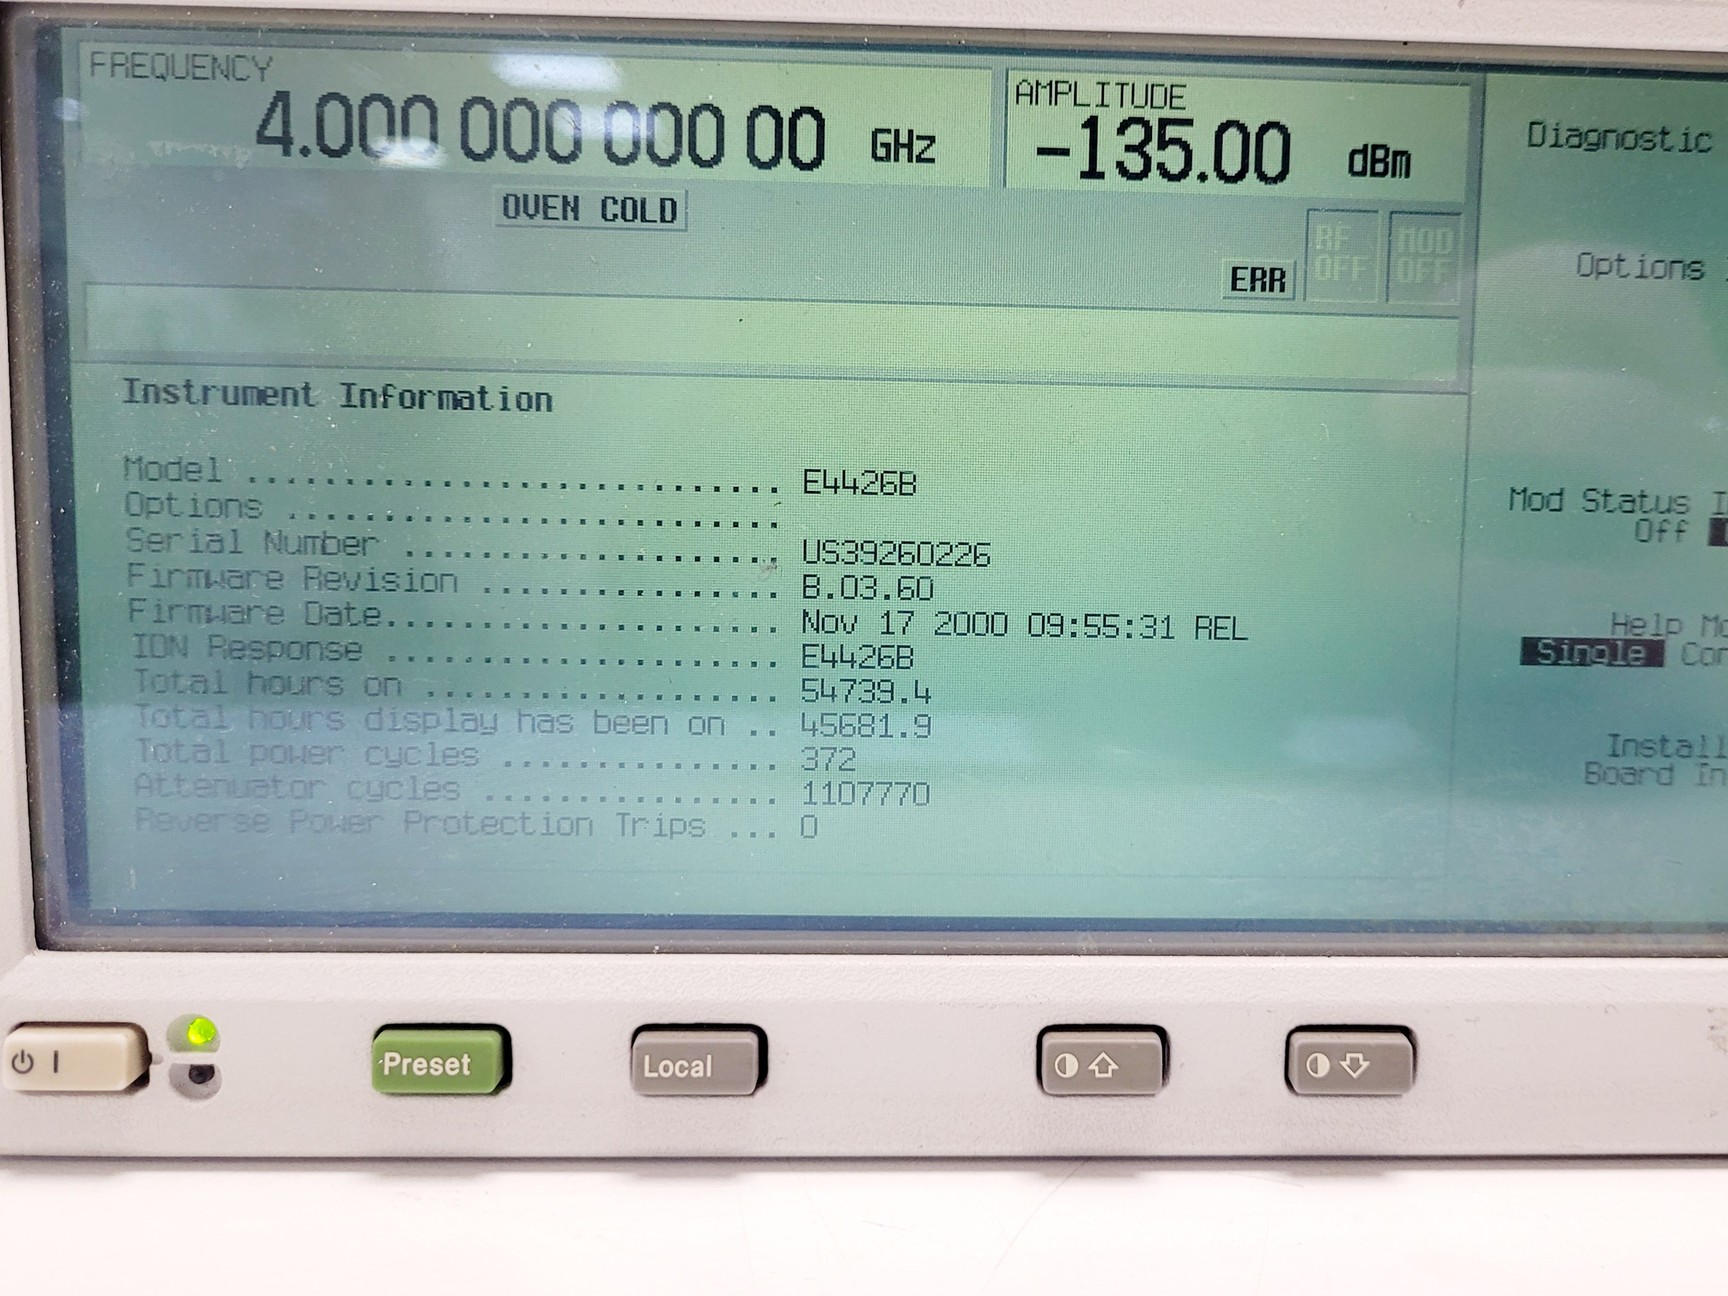 FREQUENCY
4.000 000 000 00 GHz
AMPLITUDE
-135.00 dBm
OVEN COLD
ERR
RF OFF
MOD OFF
Instrument Information
Model ............................. E4426B
Options ...........................
Serial Number ..................... US39260226
Firmware Revision ................ B.03.60
Firmware Date...................... Nov 17 2000 09:55:31 REL
IDN Response ...................... E4426B
Total hours on .................... 54739.4
Total hours display has been on .. 45681.9
Total power cycles ............... 372
Attenuator cycles ................ 1107770
Reverse Power Protection Trips ... 0
Diagnostic
Options
Mod Status
Off
Help
Single
Install
Board
Preset
Local